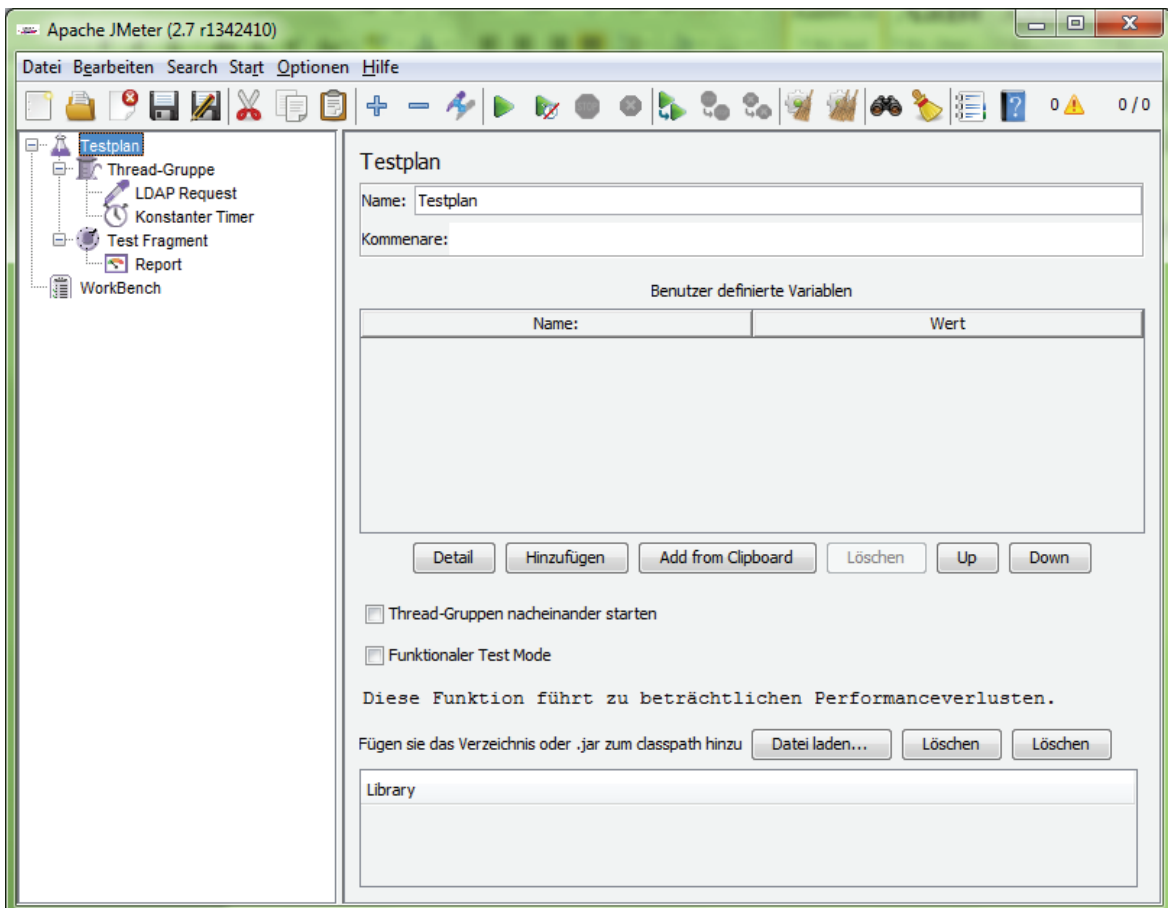 Apache JMeter (2.7 r1342410)
Datei Bearbeiten Search Start Optionen Hilfe
STOP
? 0 0 / 0
Testplan
Thread-Gruppe
LDAP Request
Konstanter Timer
Test Fragment
Report
WorkBench
Testplan
Name: Testplan
Kommenare:
Benutzer definierte Variablen
Name: Wert
Detail Hinzufügen Add from Clipboard Löschen Up Down
Thread-Gruppen nacheinander starten
Funktionaler Test Mode
Diese Funktion führt zu beträchtlichen Performanceverlusten.
Fügen sie das Verzeichnis oder .jar zum classpath hinzu Datei laden... Löschen Löschen
Library